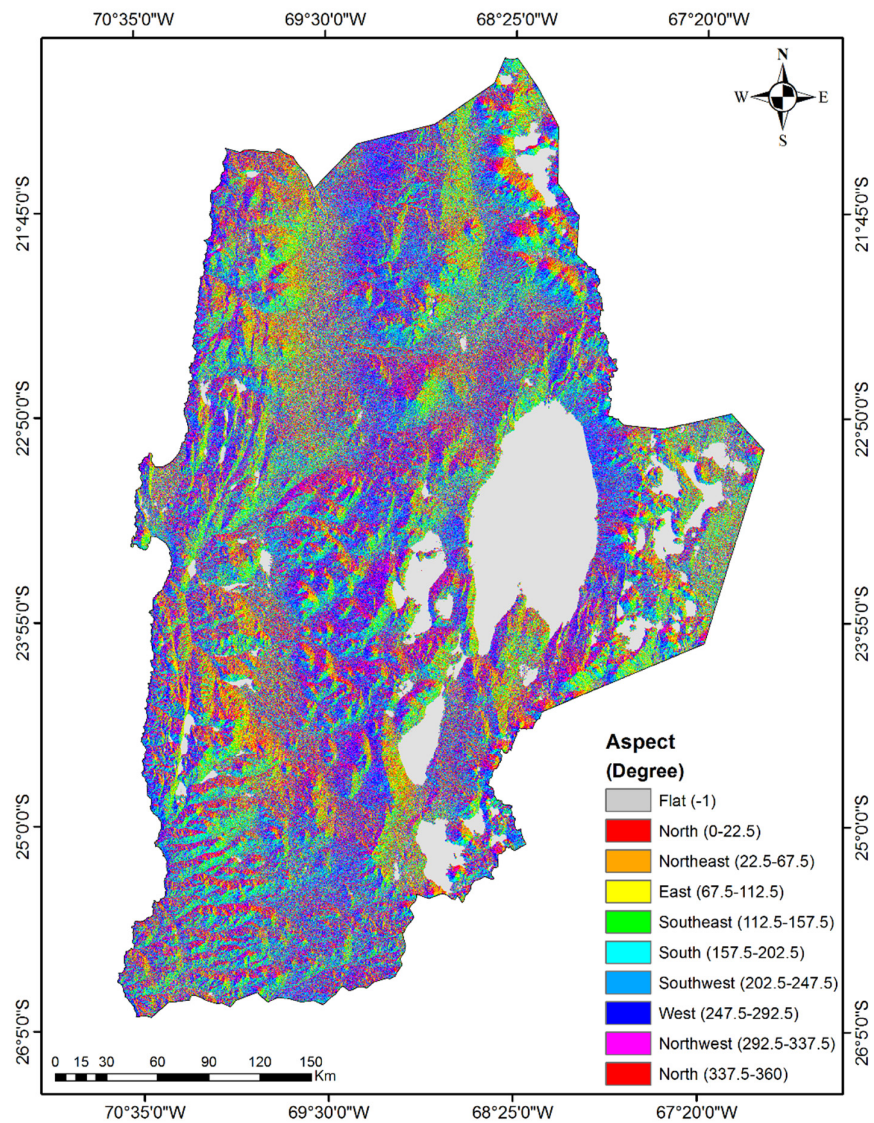 70°35'0"W 69°30'0"W 68°25'0"W 67°20'0"W
N
W E
S
21°45'0"S 21°45'0"S
22°50'0"S 22°50'0"S
23°55'0"S 23°55'0"S
25°0'0"S 25°0'0"S
26°5'0"S 26°5'0"S
Aspect
(Degree)
Flat (-1)
North (0-22.5)
Northeast (22.5-67.5)
East (67.5-112.5)
Southeast (112.5-157.5)
South (157.5-202.5)
Southwest (202.5-247.5)
West (247.5-292.5)
Northwest (292.5-337.5)
North (337.5-360)
0 15 30 60 90 120 150
Km
70°35'0"W 69°30'0"W 68°25'0"W 67°20'0"W